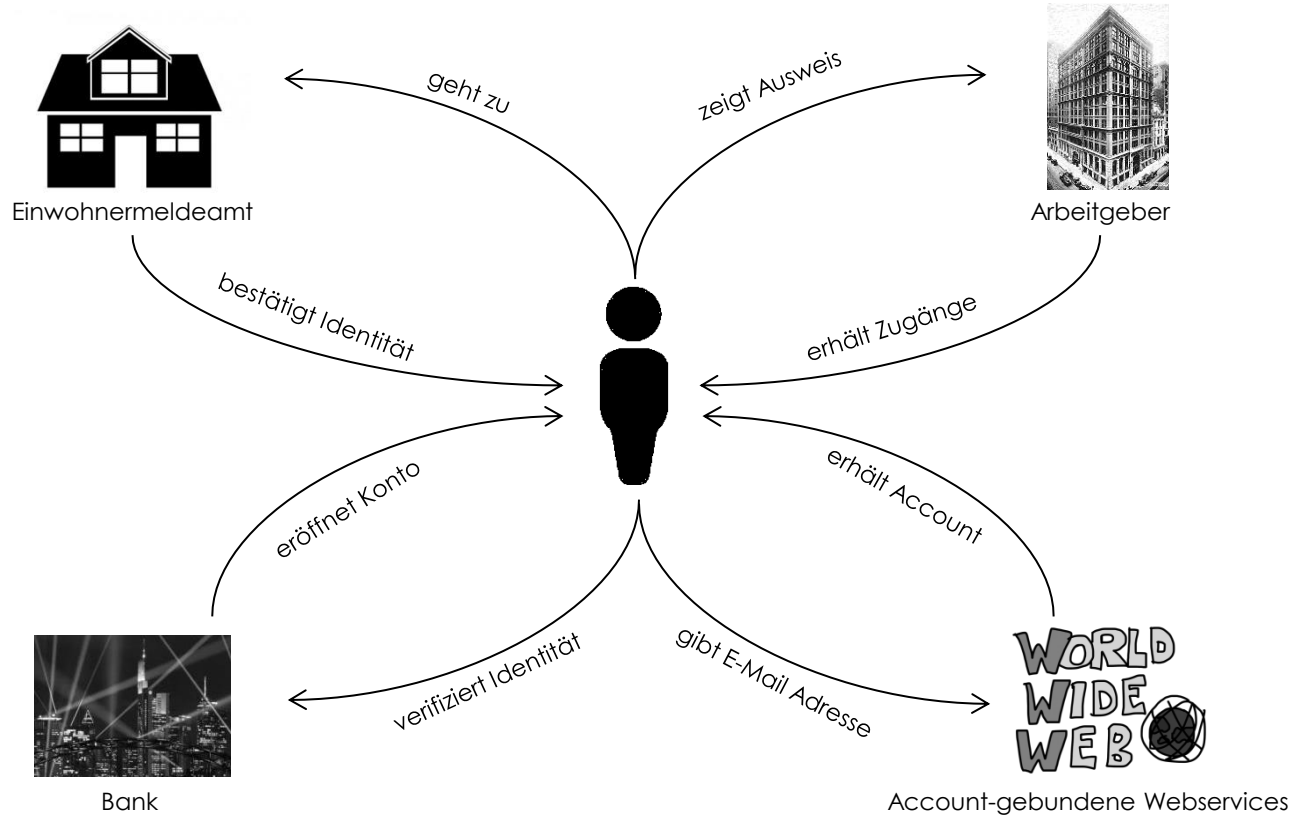 geht zu
zeigt Ausweis
Einwohnermeldeamt
Arbeitgeber
bestätigt Identität
erhält Zugänge
eröffnet Konto
erhält Account
verifiziert Identität
gibt E-Mail Adresse
WORLD
WIDE
WEB
Bank
Account-gebundene Webservices